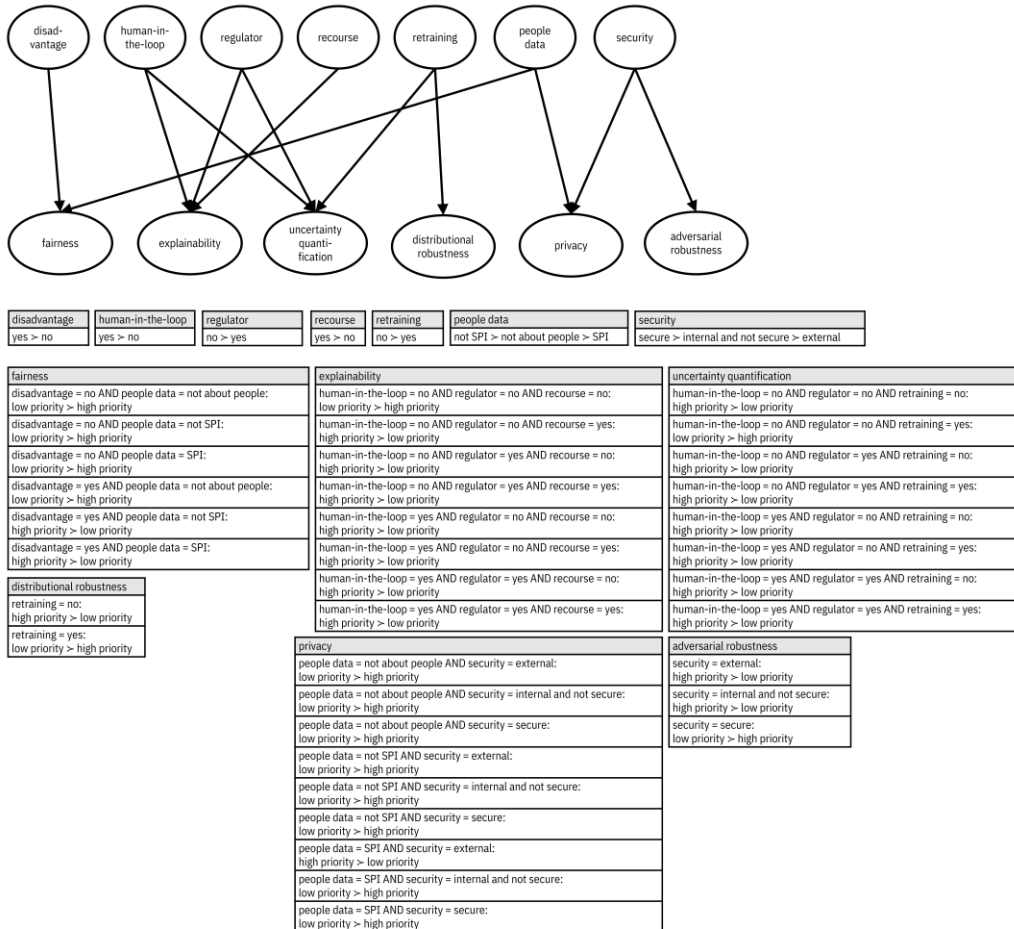 disad-
vantage
human-in-
the-loop
regulator
recourse
retraining
people
data
security
fairness
explainability
uncertainty
quanti-
fication
distributional
robustness
privacy
adversarial
robustness
disadvantage
yes ≻ no
human-in-the-loop
yes ≻ no
regulator
no ≻ yes
recourse
yes ≻ no
retraining
no ≻ yes
people data
not SPI ≻ not about people ≻ SPI
security
secure ≻ internal and not secure ≻ external
fairness
disadvantage = no AND people data = not about people:
low priority ≻ high priority
disadvantage = no AND people data = not SPI:
low priority ≻ high priority
disadvantage = no AND people data = SPI:
low priority ≻ high priority
disadvantage = yes AND people data = not about people:
low priority ≻ high priority
disadvantage = yes AND people data = not SPI:
high priority ≻ low priority
disadvantage = yes AND people data = SPI:
high priority ≻ low priority
explainability
human-in-the-loop = no AND regulator = no AND recourse = no:
low priority ≻ high priority
human-in-the-loop = no AND regulator = no AND recourse = yes:
high priority ≻ low priority
human-in-the-loop = no AND regulator = yes AND recourse = no:
high priority ≻ low priority
human-in-the-loop = no AND regulator = yes AND recourse = yes:
high priority ≻ low priority
human-in-the-loop = yes AND regulator = no AND recourse = no:
high priority ≻ low priority
human-in-the-loop = yes AND regulator = no AND recourse = yes:
high priority ≻ low priority
human-in-the-loop = yes AND regulator = yes AND recourse = no:
high priority ≻ low priority
human-in-the-loop = yes AND regulator = yes AND recourse = yes:
high priority ≻ low priority
uncertainty quantification
human-in-the-loop = no AND regulator = no AND retraining = no:
high priority ≻ low priority
human-in-the-loop = no AND regulator = no AND retraining = yes:
low priority ≻ high priority
human-in-the-loop = no AND regulator = yes AND retraining = no:
high priority ≻ low priority
human-in-the-loop = no AND regulator = yes AND retraining = yes:
high priority ≻ low priority
human-in-the-loop = yes AND regulator = no AND retraining = no:
high priority ≻ low priority
human-in-the-loop = yes AND regulator = no AND retraining = yes:
high priority ≻ low priority
human-in-the-loop = yes AND regulator = yes AND retraining = no:
high priority ≻ low priority
human-in-the-loop = yes AND regulator = yes AND retraining = yes:
high priority ≻ low priority
distributional robustness
retraining = no:
high priority ≻ low priority
retraining = yes:
low priority ≻ high priority
privacy
people data = not about people AND security = external:
low priority ≻ high priority
people data = not about people AND security = internal and not secure:
low priority ≻ high priority
people data = not about people AND security = secure:
low priority ≻ high priority
people data = not SPI AND security = external:
low priority ≻ high priority
people data = not SPI AND security = internal and not secure:
low priority ≻ high priority
people data = not SPI AND security = secure:
low priority ≻ high priority
people data = SPI AND security = external:
high priority ≻ low priority
people data = SPI AND security = internal and not secure:
low priority ≻ high priority
people data = SPI AND security = secure:
low priority ≻ high priority
adversarial robustness
security = external:
high priority ≻ low priority
security = internal and not secure:
high priority ≻ low priority
security = secure:
low priority ≻ high priority